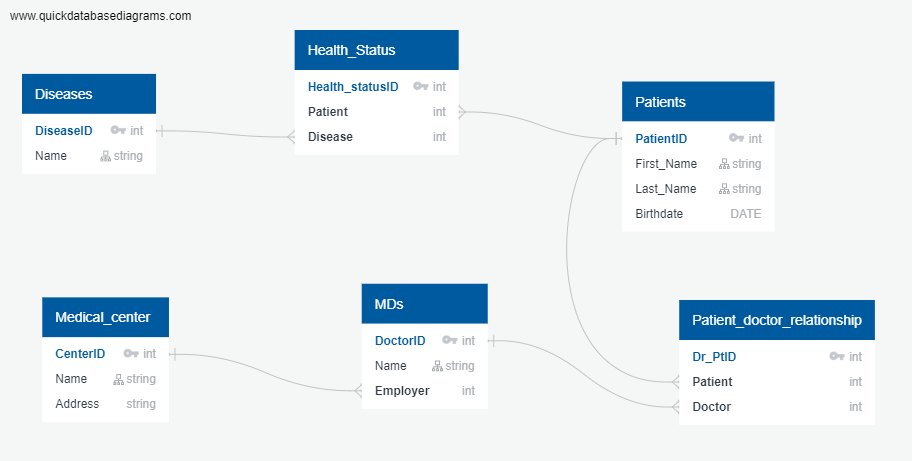 www.quickdatabasediagrams.com
Health_Status
Health_statusID int
Patient int
Disease int
Diseases
DiseaseID int
Name string
Patients
PatientID int
First_Name string
Last_Name string
Birthdate DATE
Medical_center
CenterID int
Name string
Address string
MDs
DoctorID int
Name string
Employer int
Patient_doctor_relationship
Dr_PtID int
Patient int
Doctor int